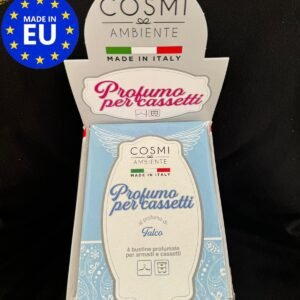 MADE IN
EU
COSMI
AMBIENTE
MADE IN ITALY
Profumo
per cassetti
COSMI
AMBIENTE
MADE IN ITALY
Profumo
per cassetti
al profumo di
Talco
4 bustine profumate
per armadi e cassetti